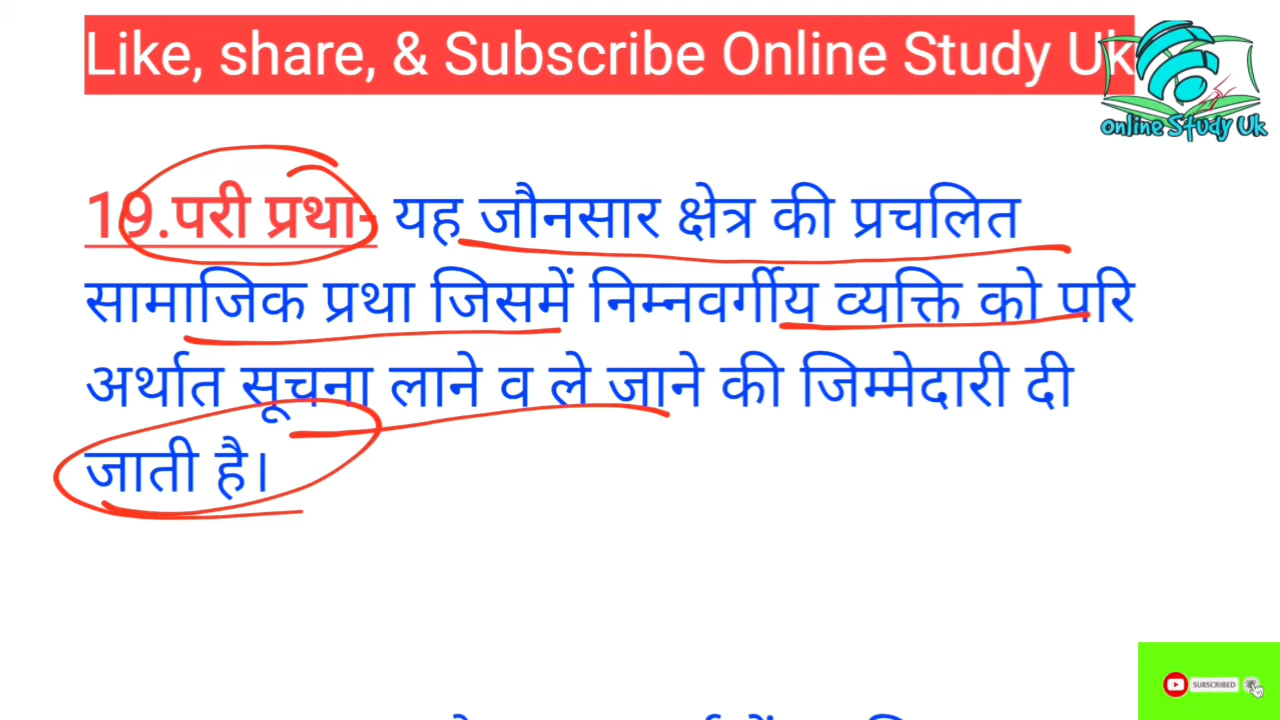 Like, share, & Subscribe Online Study Uk
Online Study Uk
19.परी प्रथा- यह जौनसार क्षेत्र की प्रचलित
सामाजिक प्रथा जिसमें निम्नवर्गीय व्यक्ति को परि
अर्थात सूचना लाने व ले जाने की जिम्मेदारी दी
जाती है।
SUBSCRIBED